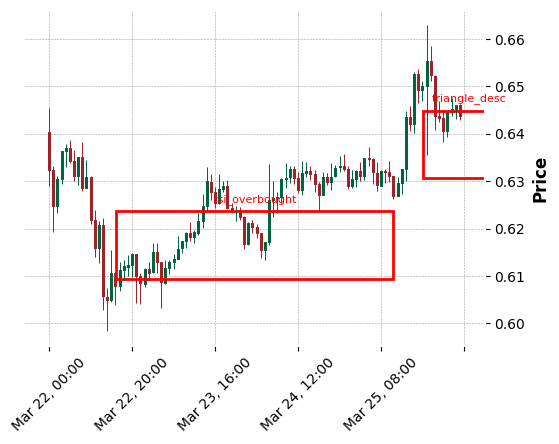 0.66
0.65
triangle_desc
0.64
0.63
si_overbought
0.62
0.61
0.60
Price
Mar 22, 00:00
Mar 22, 20:00
Mar 23, 16:00
Mar 24, 12:00
Mar 25, 08:00